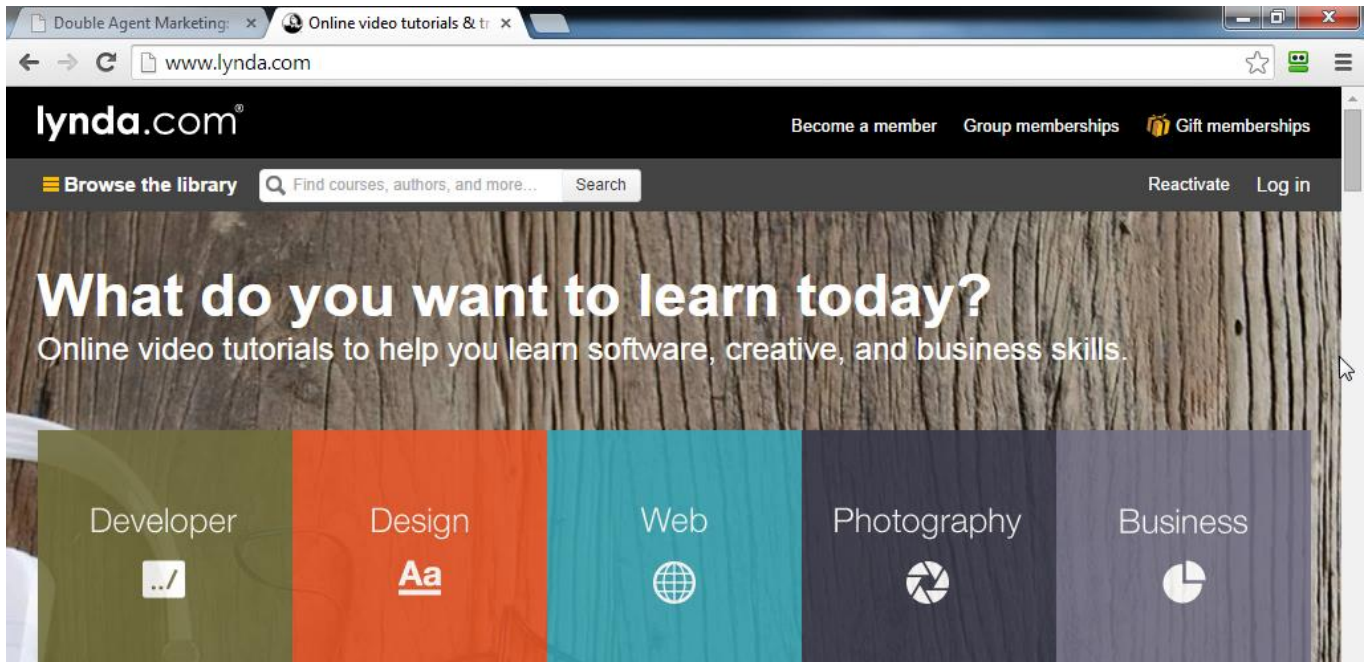 Double Agent Marketing:
Online video tutorials & tr
www.lynda.com
lynda.com®
Become a member Group memberships Gift memberships
Browse the library Find courses, authors, and more... Search Reactivate Log in
What do you want to learn today?
Online video tutorials to help you learn software, creative, and business skills.
Developer Design Web Photography Business
../ Aa